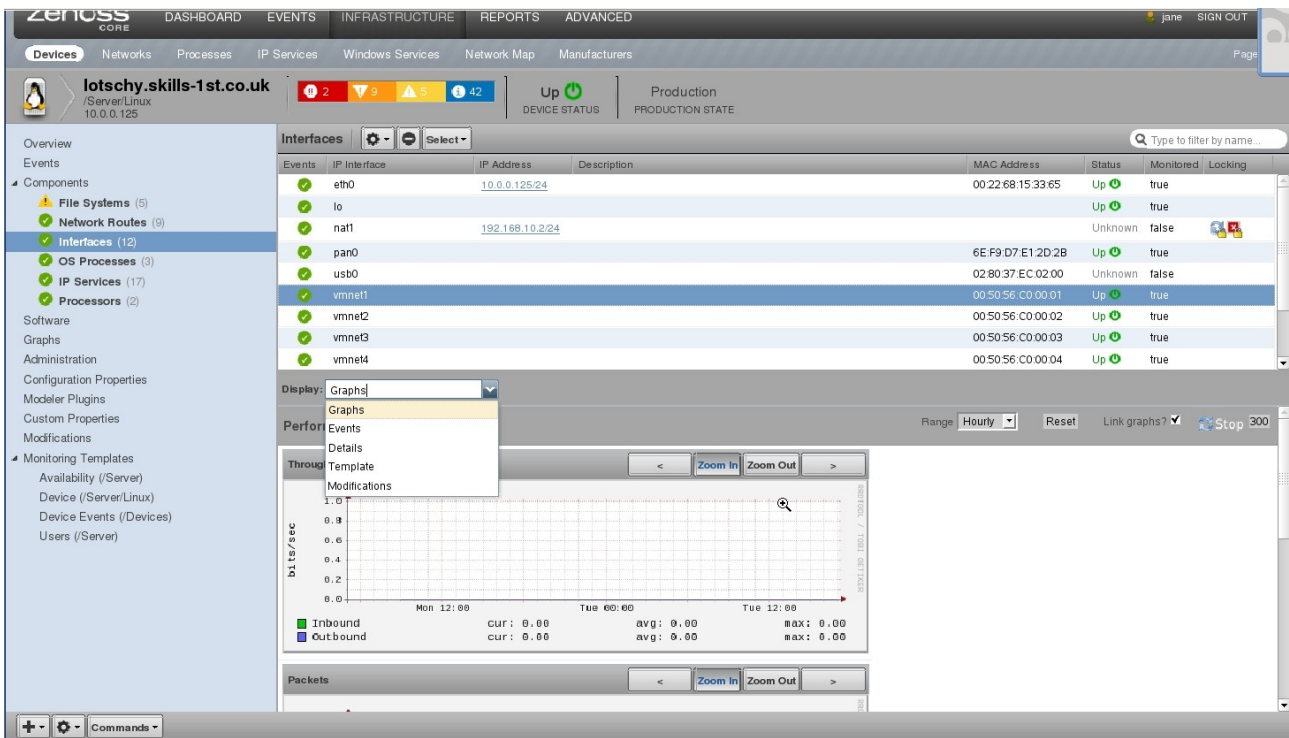 zenoss CORE DASHBOARD EVENTS INFRASTRUCTURE REPORTS ADVANCED jane SIGN OUT
Devices Networks Processes IP Services Windows Services Network Map Manufacturers Page
lotschy.skills-1st.co.uk
/Server/Linux
10.0.0.125
2 9 5 42
Up
DEVICE STATUS
Production
PRODUCTION STATE
Overview
Events
Components
File Systems (5)
Network Routes (9)
Interfaces (12)
OS Processes (3)
IP Services (17)
Processors (2)
Software
Graphs
Administration
Configuration Properties
Modeler Plugins
Custom Properties
Modifications
Monitoring Templates
Availability (/Server)
Device (/Server/Linux)
Device Events (/Devices)
Users (/Server)
Interfaces Select Type to filter by name...
Events IP Interface IP Address Description MAC Address Status Monitored Locking
eth0 10.0.0.125/24 00:22:68:15:33:65 Up true
lo Up true
nat1 192.168.10.2/24 Unknown false
pan0 6E:F9:D7:E1:2D:2B Up true
usb0 02:80:37:EC:02:00 Unknown false
vmnet1 00:50:56:C0:00:01 Up true
vmnet2 00:50:56:C0:00:02 Up true
vmnet3 00:50:56:C0:00:03 Up true
vmnet4 00:50:56:C0:00:04 Up true
Display: Graphs
Graphs
Events
Details
Template
Modifications
Perfor Range Hourly Reset Link graphs? Stop 300
Throug < Zoom In Zoom Out >
RRDTOOL / TOBI OETIKER
bits/sec
1.0
0.8
0.6
0.4
0.2
0.0
Mon 12:00 Tue 00:00 Tue 12:00
Inbound cur: 0.00 avg: 0.00 max: 0.00
Outbound cur: 0.00 avg: 0.00 max: 0.00
Packets < Zoom In Zoom Out >
Commands